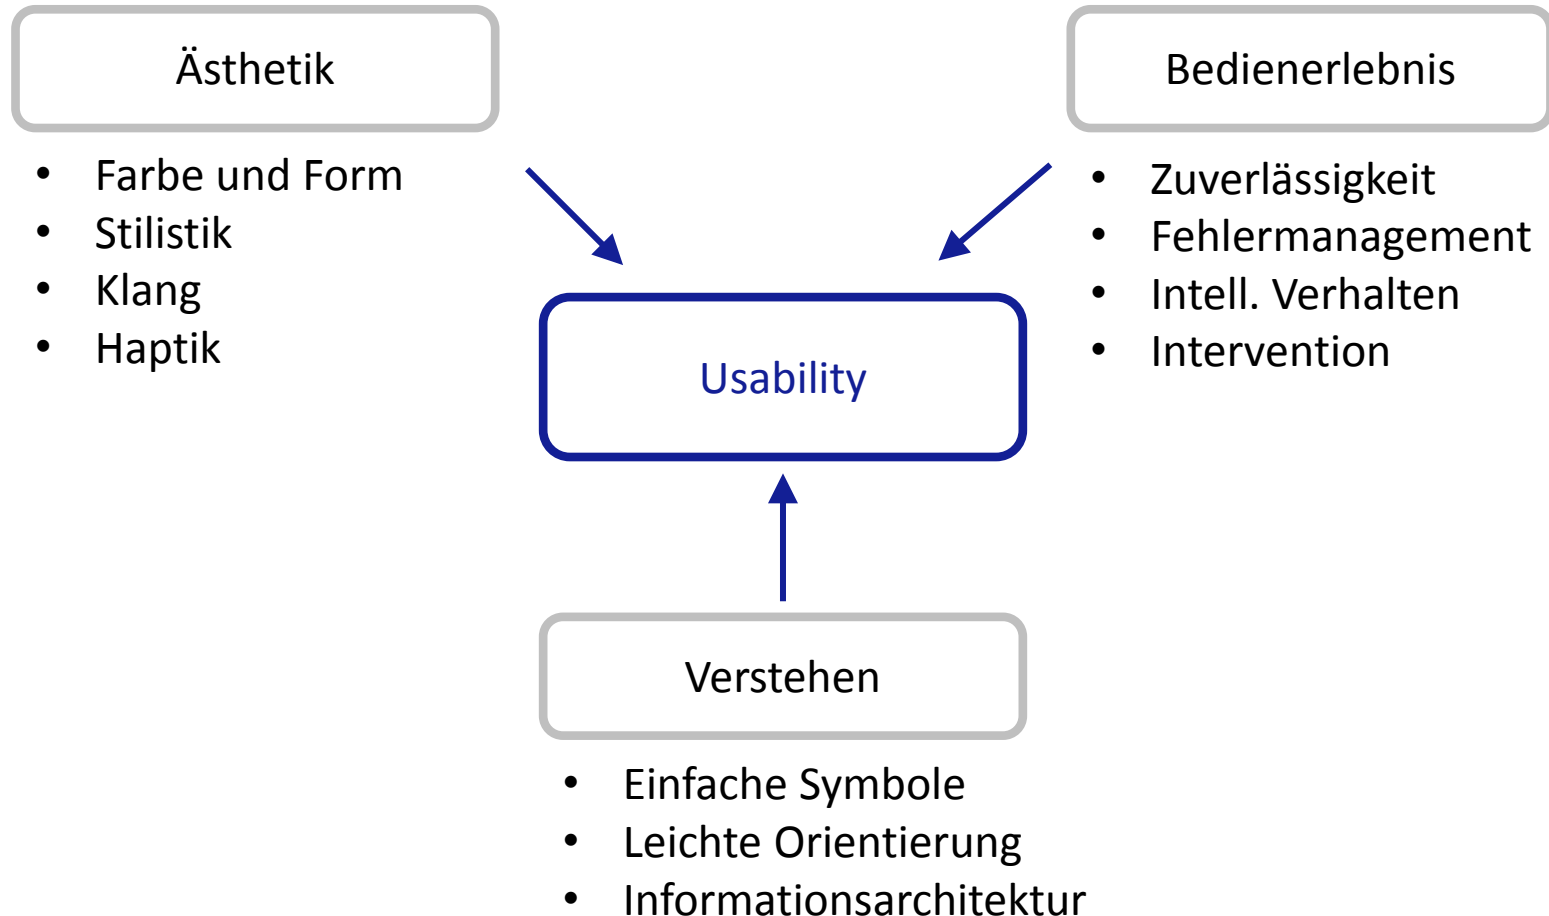 Ästhetik
• Farbe und Form
• Stilistik
• Klang
• Haptik
Bedienerlebnis
• Zuverlässigkeit
• Fehlermanagement
• Intell. Verhalten
• Intervention
Usability
Verstehen
• Einfache Symbole
• Leichte Orientierung
• Informationsarchitektur